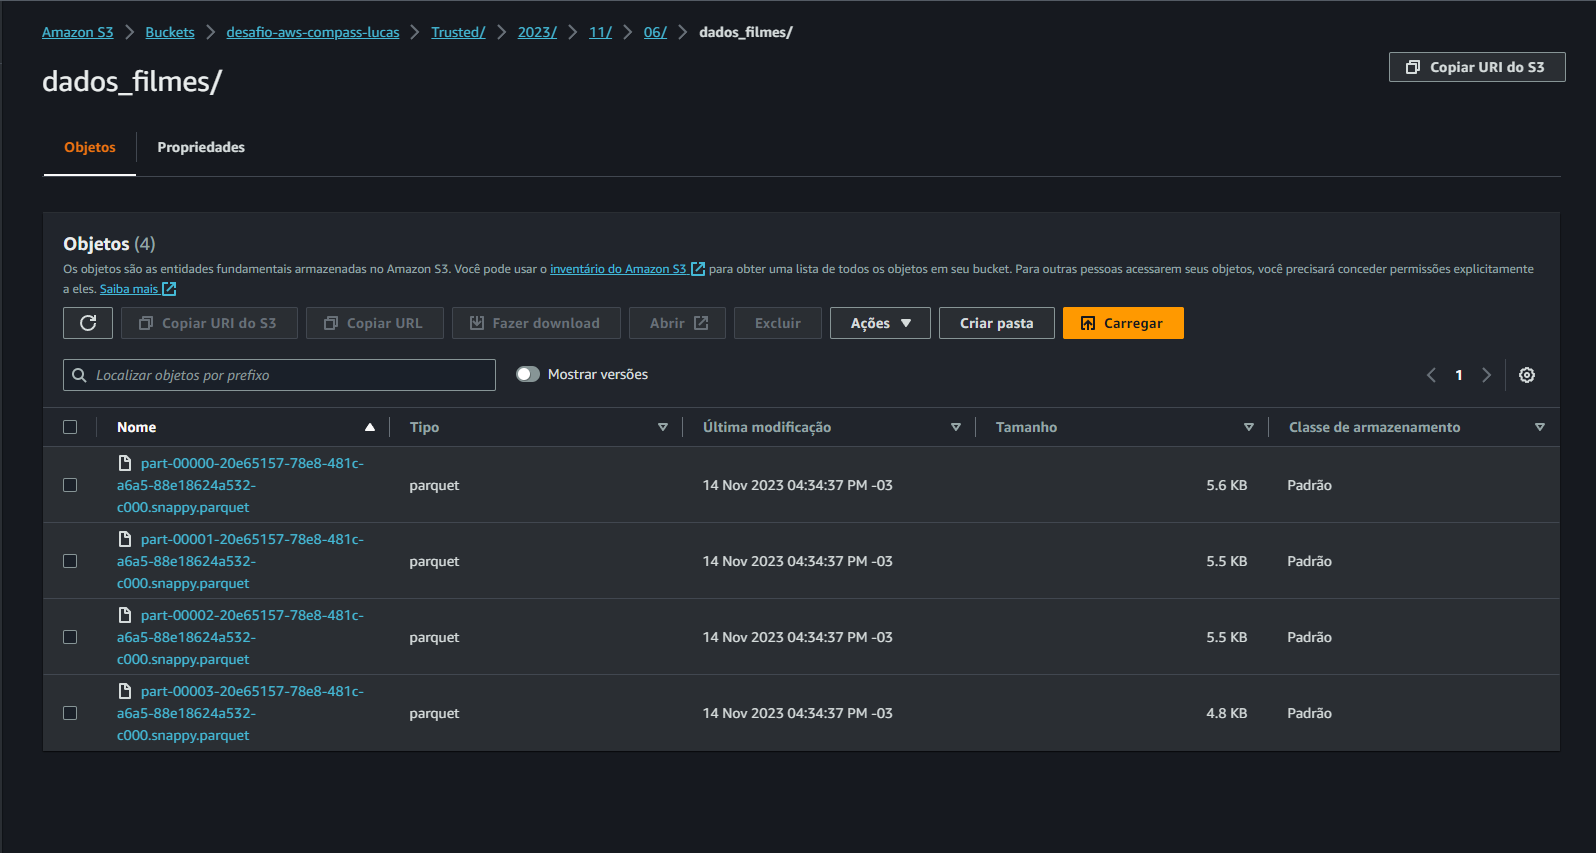 Amazon S3 Buckets desafio-aws-compass-lucas Trusted/ 2023/ 11/ 06/ dados_filmes/
dados_filmes/
Copiar URI do S3
Objetos Propriedades
Objetos (4)
Os objetos são as entidades fundamentais armazenadas no Amazon S3. Você pode usar o inventário do Amazon S3 para obter uma lista de todos os objetos em seu bucket. Para outras pessoas acessarem seus objetos, você precisará conceder permissões explicitamente
a eles. Saiba mais
Copiar URI do S3 Copiar URL Fazer download Abrir Excluir Ações Criar pasta Carregar
Localizar objetos por prefixo Mostrar versões 1
Nome Tipo Última modificação Tamanho Classe de armazenamento
part-00000-20e65157-78e8-481c-
a6a5-88e18624a532- parquet 14 Nov 2023 04:34:37 PM -03 5.6 KB Padrão
c000.snappy.parquet
part-00001-20e65157-78e8-481c-
a6a5-88e18624a532- parquet 14 Nov 2023 04:34:37 PM -03 5.5 KB Padrão
c000.snappy.parquet
part-00002-20e65157-78e8-481c-
a6a5-88e18624a532- parquet 14 Nov 2023 04:34:37 PM -03 5.5 KB Padrão
c000.snappy.parquet
part-00003-20e65157-78e8-481c-
a6a5-88e18624a532- parquet 14 Nov 2023 04:34:37 PM -03 4.8 KB Padrão
c000.snappy.parquet